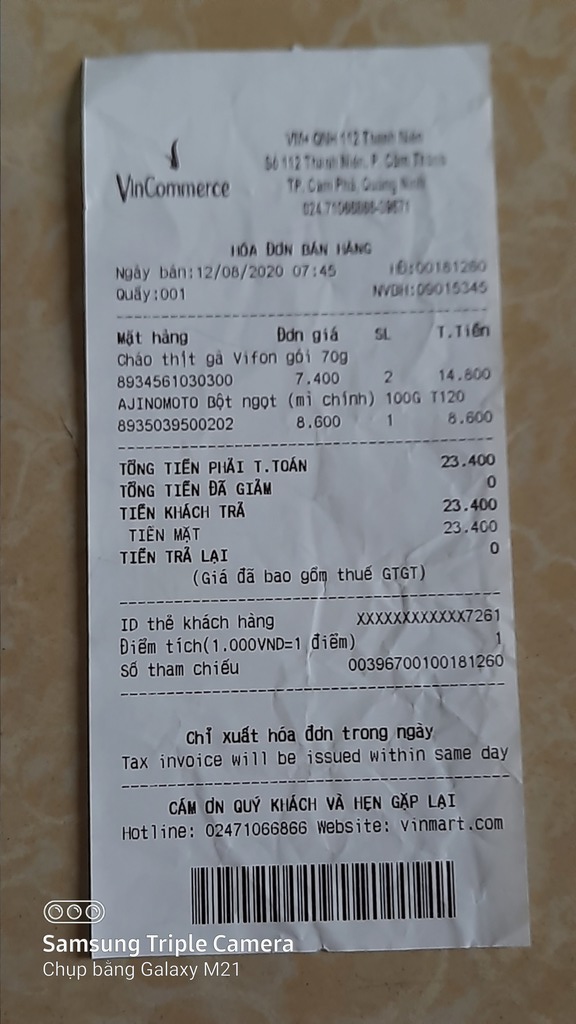 VinCommerce
VM+ QNH 112 Thanh Niên
Số 112 Thanh Niên, P. Cẩm Thành
TP. Cẩm Phả, Quảng Ninh
HÓA ĐƠN BÁN HÀNG
Ngày bán:12/08/2020 07:45 HĐ:00181260
Quầy:001 NVBH:09015345
Mặt hàng Đơn giá SL T.Tiền
Cháo thịt gà Vifon gói 70g
8934561030300 7.400 2 14.800
AJINOMOTO Bột ngọt (mì chính) 100G T120
8935039500202 8.600 1 8.600
TỔNG TIỀN PHẢI T.TOÁN 23.400
TỔNG TIỀN ĐÃ GIẢM 0
TIỀN KHÁCH TRẢ 23.400
TIỀN MẶT 23.400
TIỀN TRẢ LẠI 0
(Giá đã bao gồm thuế GTGT)
ID thẻ khách hàng XXXXXXXXXXXX7261
Điểm tích(1.000VND=1 điểm) 1
Số tham chiếu 00396700100181260
Chỉ xuất hóa đơn trong ngày
Tax invoice will be issued within same day
CẢM ƠN QUÝ KHÁCH VÀ HẸN GẶP LẠI
Hotline: 02471066866 Website: vinmart.com
Samsung Triple Camera
Chụp bằng Galaxy M21